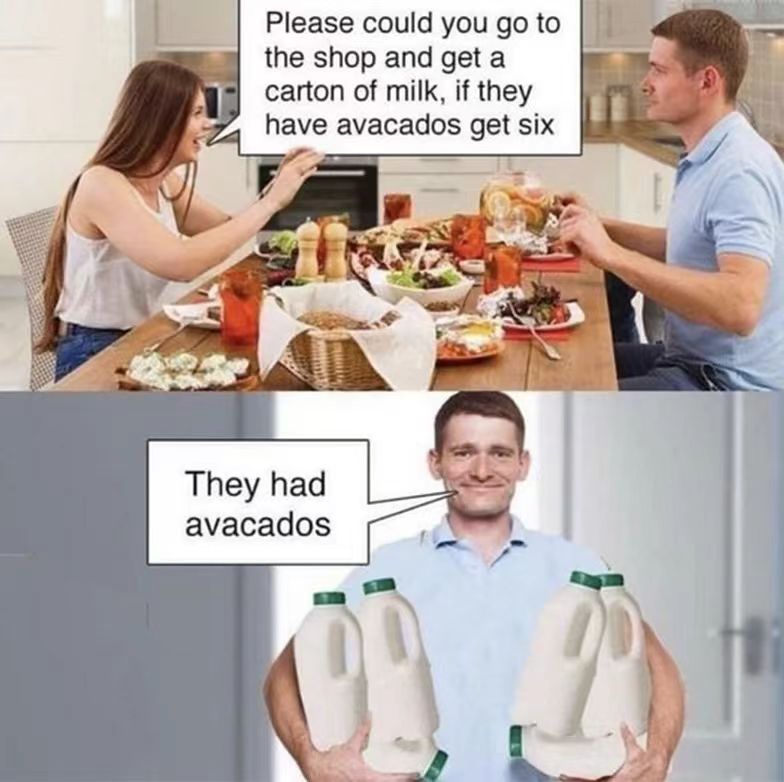 Please could you go to
the shop and get a
carton of milk, if they
have avacados get six
They had
avacados